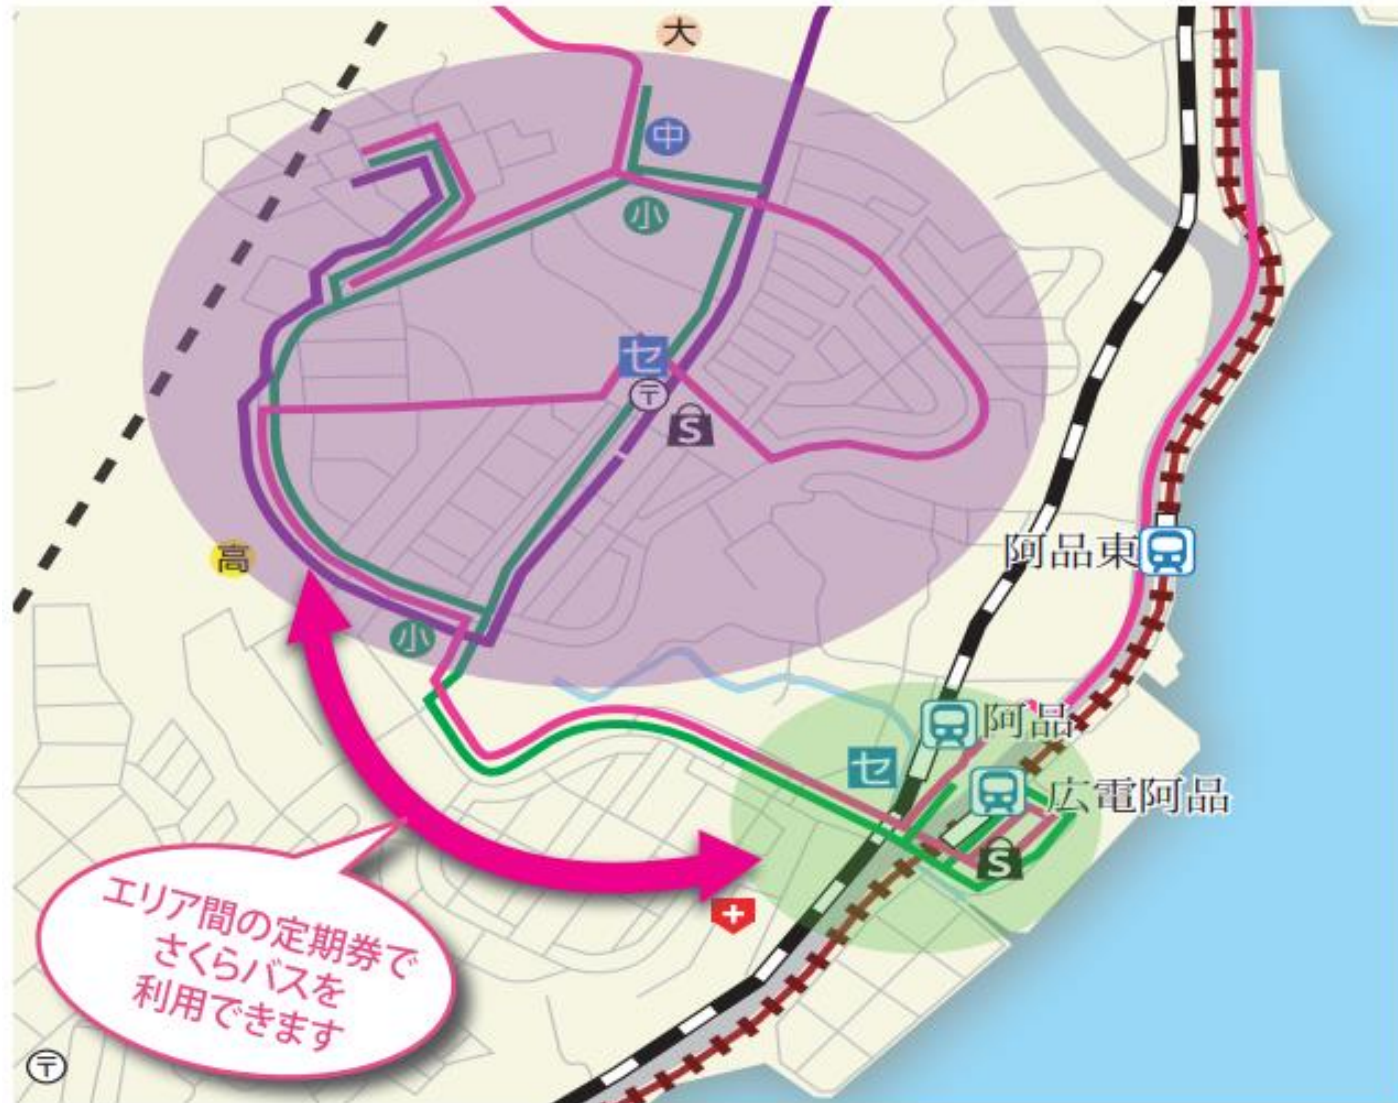 大
中
小
セ
〒
S
高
小
阿品東
阿品
セ
広電阿品
S
エリア間の定期券で
さくらバスを
利用できます
〒